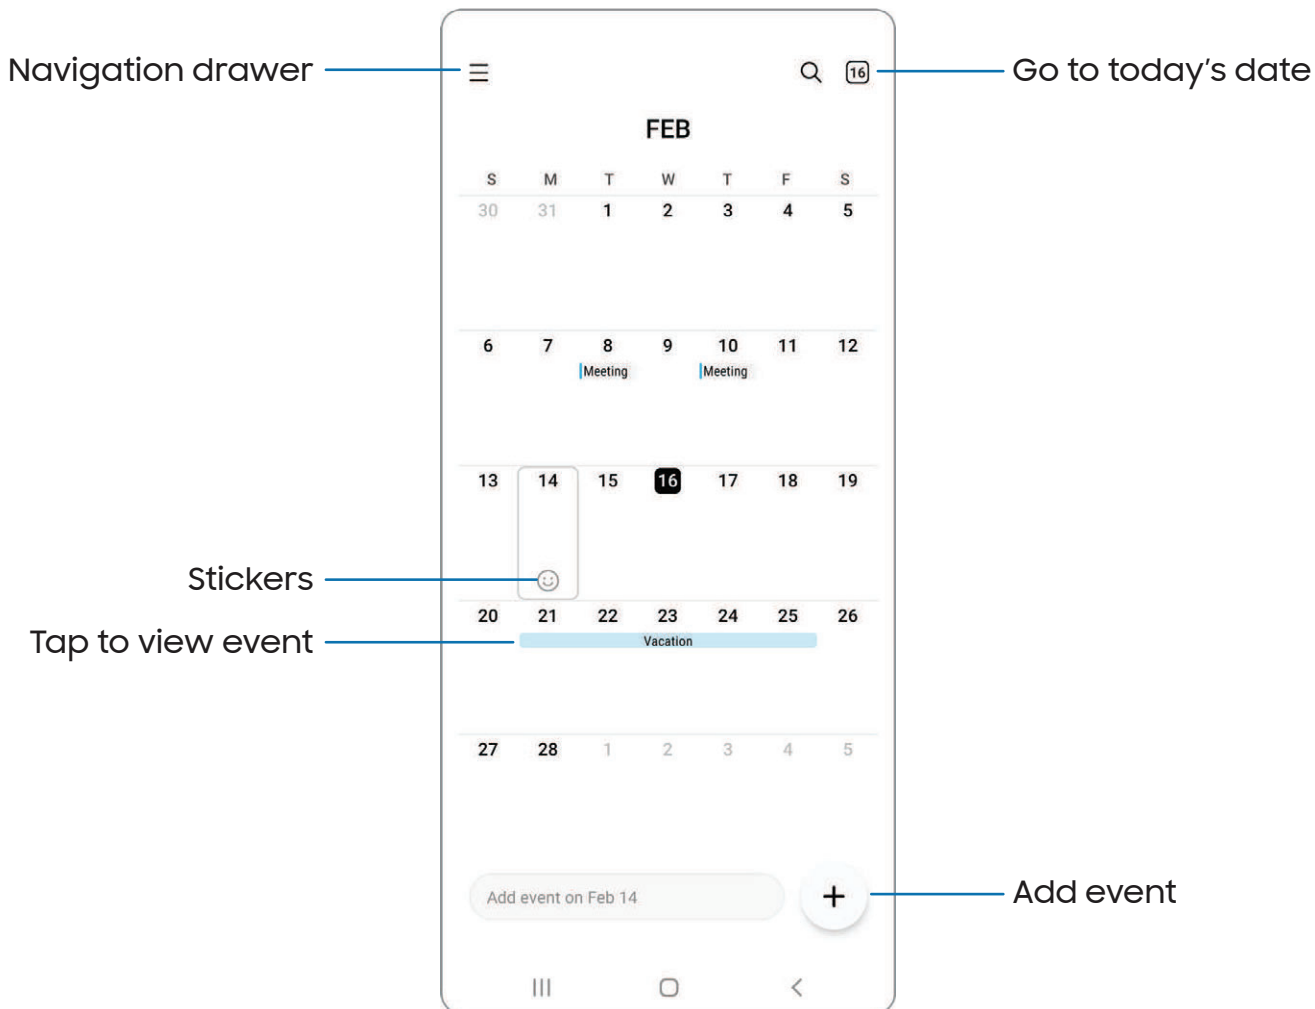 Navigation drawer
16
Go to today's date
FEB
S M T W T F S
30 31 1 2 3 4 5
6 7 8 9 10 11 12
Meeting Meeting
13 14 15 16 17 18 19
Stickers
20 21 22 23 24 25 26
Tap to view event
Vacation
27 28 1 2 3 4 5
Add event on Feb 14
+
Add event